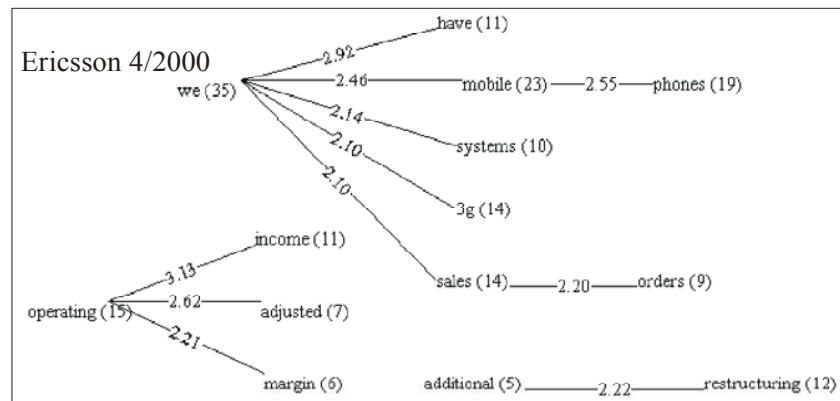 have (11)
2.92
Ericsson 4/2000
we (35)
2.46
mobile (23)
2.55
phones (19)
2.14
systems (10)
2.10
3g (14)
2.10
sales (14)
2.20
orders (9)
income (11)
3.13
operating (15)
2.62
adjusted (7)
2.21
margin (6)
additional (5)
2.22
restructuring (12)